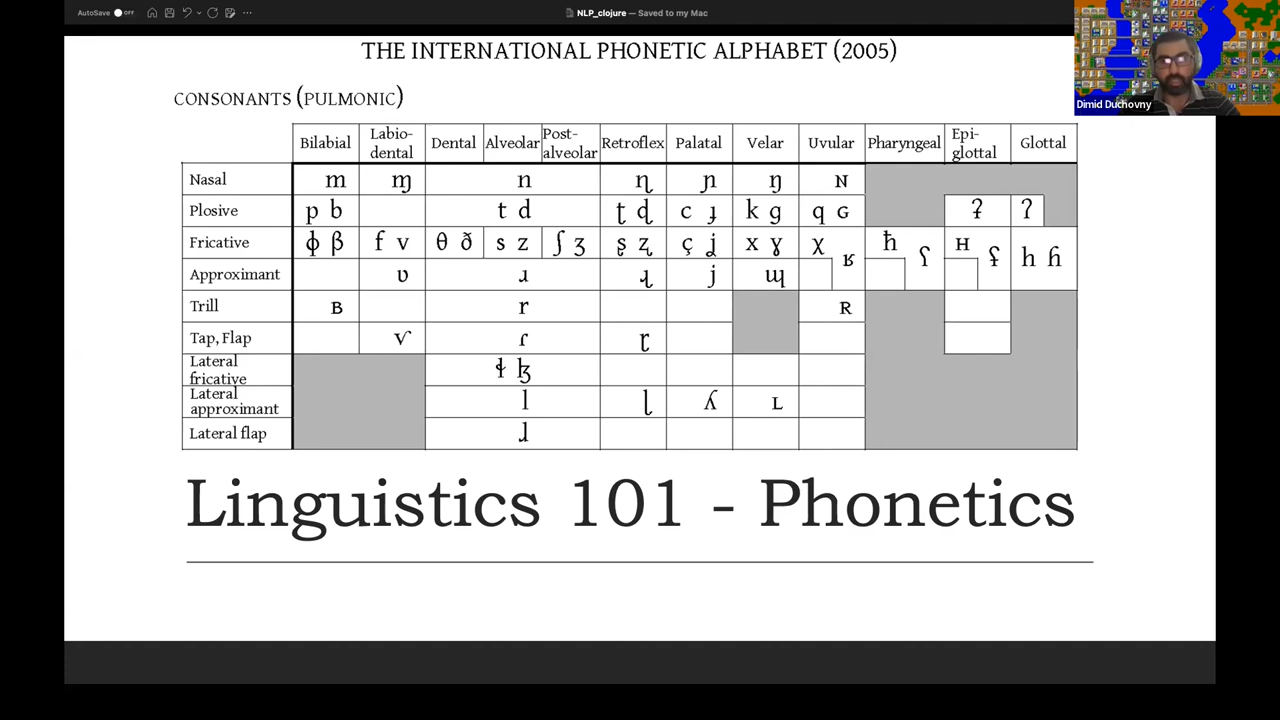 AutoSave OFF
NLP_clojure — Saved to my Mac
THE INTERNATIONAL PHONETIC ALPHABET (2005)
CONSONANTS (PULMONIC)
Dimid Duchovny
Bilabial Labio-dental Dental Alveolar Post-alveolar Retroflex Palatal Velar Uvular Pharyngeal Epi-glottal Glottal
Nasal m ɱ n ɳ ɲ ŋ ɴ
Plosive p b t d ʈ ɖ c ɟ k ɡ q ɢ ʡ ʔ
Fricative ɸ β f v θ ð s z ʃ ʒ ʂ ʐ ç ʝ x ɣ χ ʁ ħ ʕ ʜ ʢ h ɦ
Approximant ʋ ɹ ɻ j ɰ
Trill ʙ r ʀ
Tap, Flap ⱱ ɾ ɽ
Lateral fricative ɬ ɮ
Lateral approximant l ɭ ʎ ʟ
Lateral flap ɺ
Linguistics 101 - Phonetics